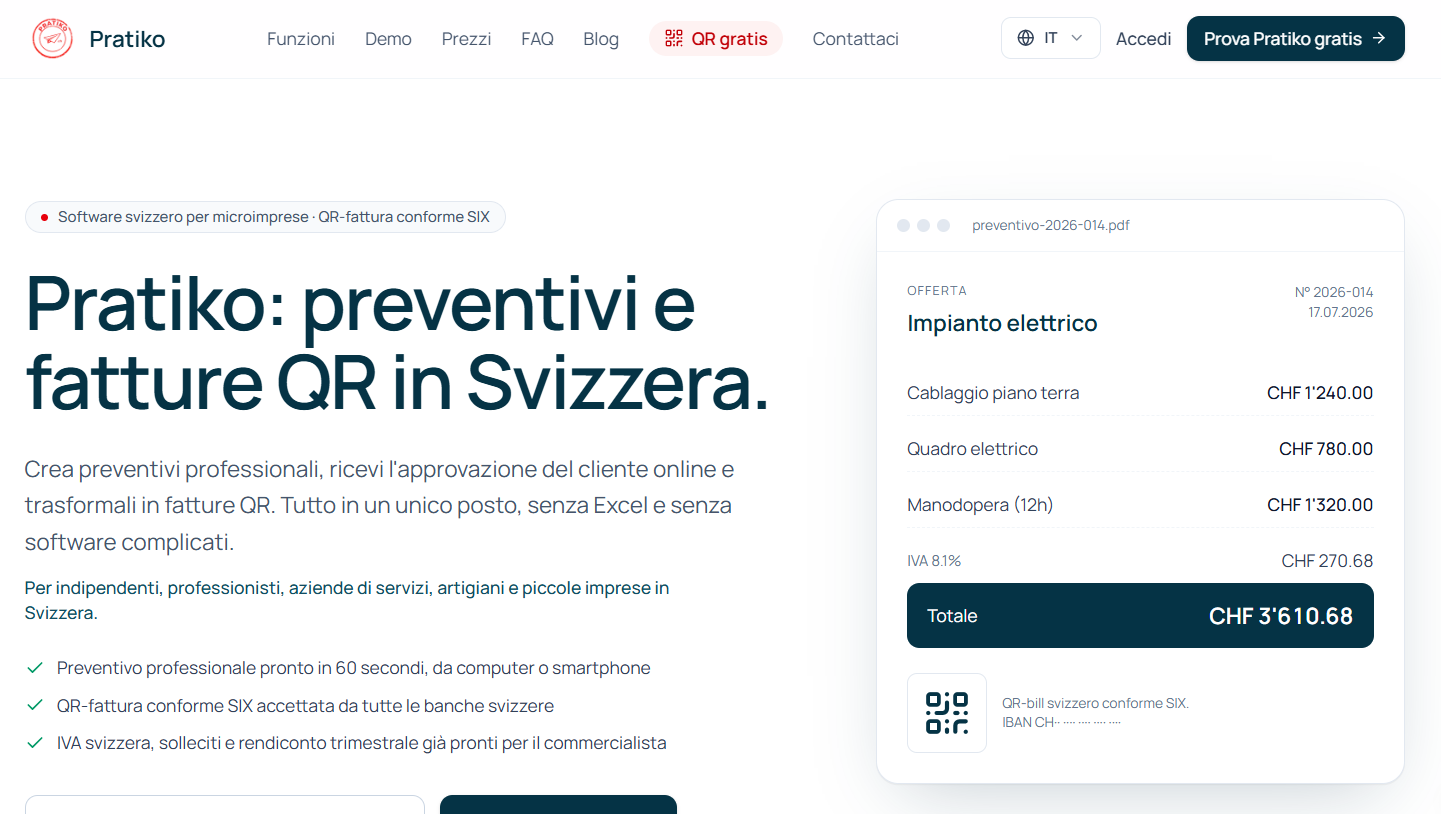 PRATIKO
Pratiko
Funzioni
Demo
Prezzi
FAQ
Blog
QR gratis
Contattaci
IT
Accedi
Prova Pratiko gratis
Software svizzero per microimprese · QR-fattura conforme SIX
Pratiko: preventivi e
fatture QR in Svizzera.
Crea preventivi professionali, ricevi l'approvazione del cliente online e
trasformali in fatture QR. Tutto in un unico posto, senza Excel e senza
software complicati.
Per indipendenti, professionisti, aziende di servizi, artigiani e piccole imprese in
Svizzera.
Preventivo professionale pronto in 60 secondi, da computer o smartphone
QR-fattura conforme SIX accettata da tutte le banche svizzere
IVA svizzera, solleciti e rendiconto trimestrale già pronti per il commercialista
preventivo-2026-014.pdf
OFFERTA
N° 2026-014
Impianto elettrico
17.07.2026
Cablaggio piano terra CHF 1'240.00
Quadro elettrico CHF 780.00
Manodopera (12h) CHF 1'320.00
IVA 8.1% CHF 270.68
Totale CHF 3'610.68
QR-bill svizzero conforme SIX.
IBAN CH·· ···· ···· ···· ····